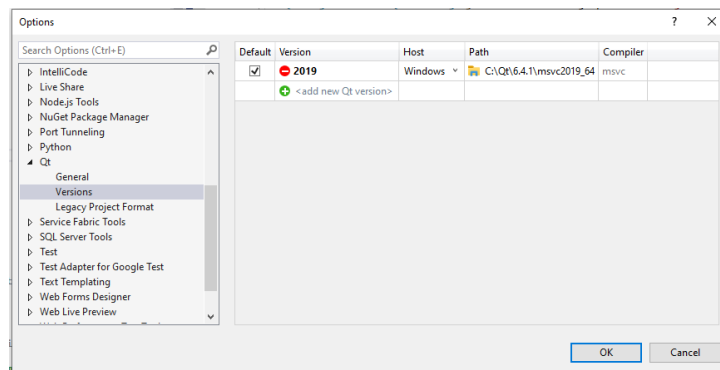 Options
? ×
Search Options (Ctrl+E)
IntelliCode
Live Share
Node.js Tools
NuGet Package Manager
Port Tunneling
Python
Qt
General
Versions
Legacy Project Format
Service Fabric Tools
SQL Server Tools
Test
Test Adapter for Google Test
Text Templating
Web Forms Designer
Web Live Preview
Default Version Host Path Compiler
2019 Windows C:\Qt\6.4.1\msvc2019_64 msvc
<add new Qt version>
OK Cancel